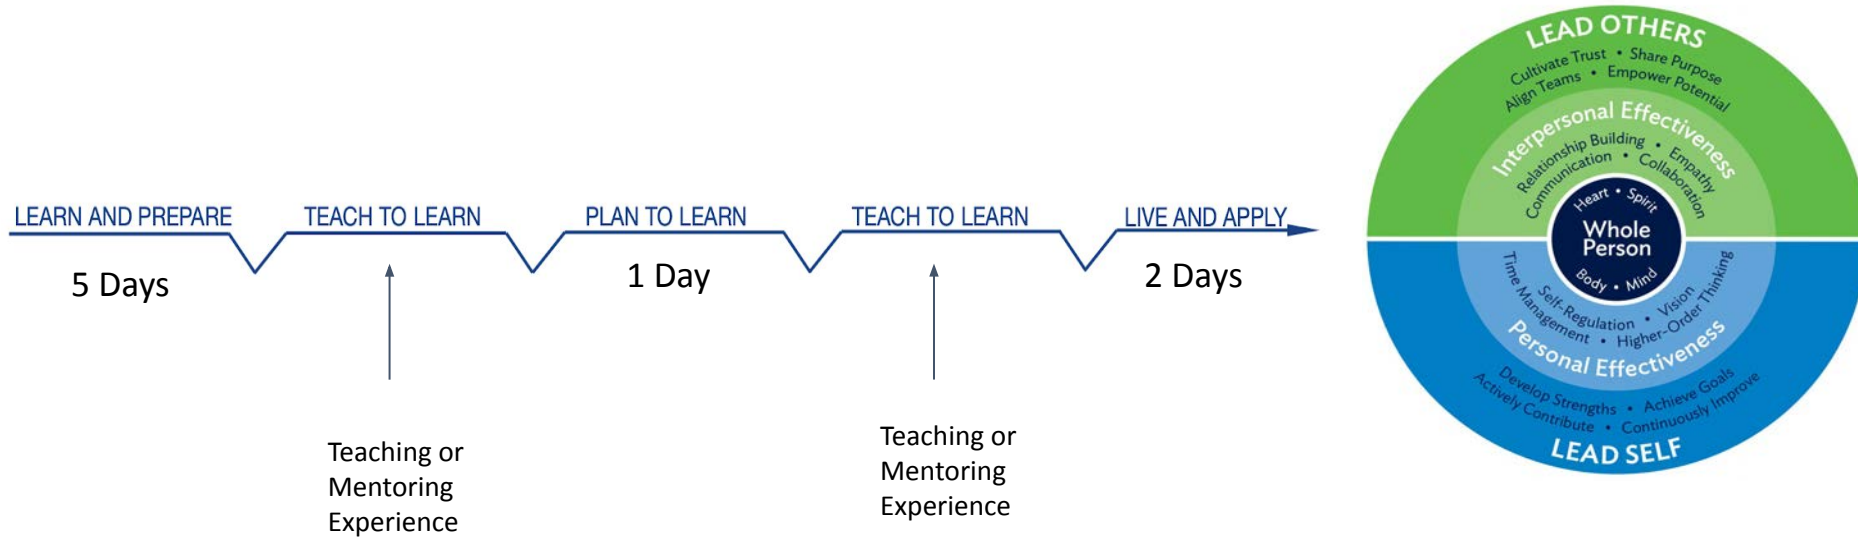 LEARN AND PREPARE
TEACH TO LEARN
PLAN TO LEARN
TEACH TO LEARN
LIVE AND APPLY
5 Days
1 Day
2 Days
Teaching or
Mentoring
Experience
Teaching or
Mentoring
Experience
LEAD OTHERS
Cultivate Trust • Share Purpose
Align Teams • Empower Potential
Interpersonal Effectiveness
Relationship Building • Empathy
Communication • Collaboration
Heart • Spirit
Whole
Person
Body • Mind
Self-Regulation • Vision
Time Management • Higher-Order Thinking
Personal Effectiveness
Develop Strengths • Achieve Goals
Actively Contribute • Continuously Improve
LEAD SELF